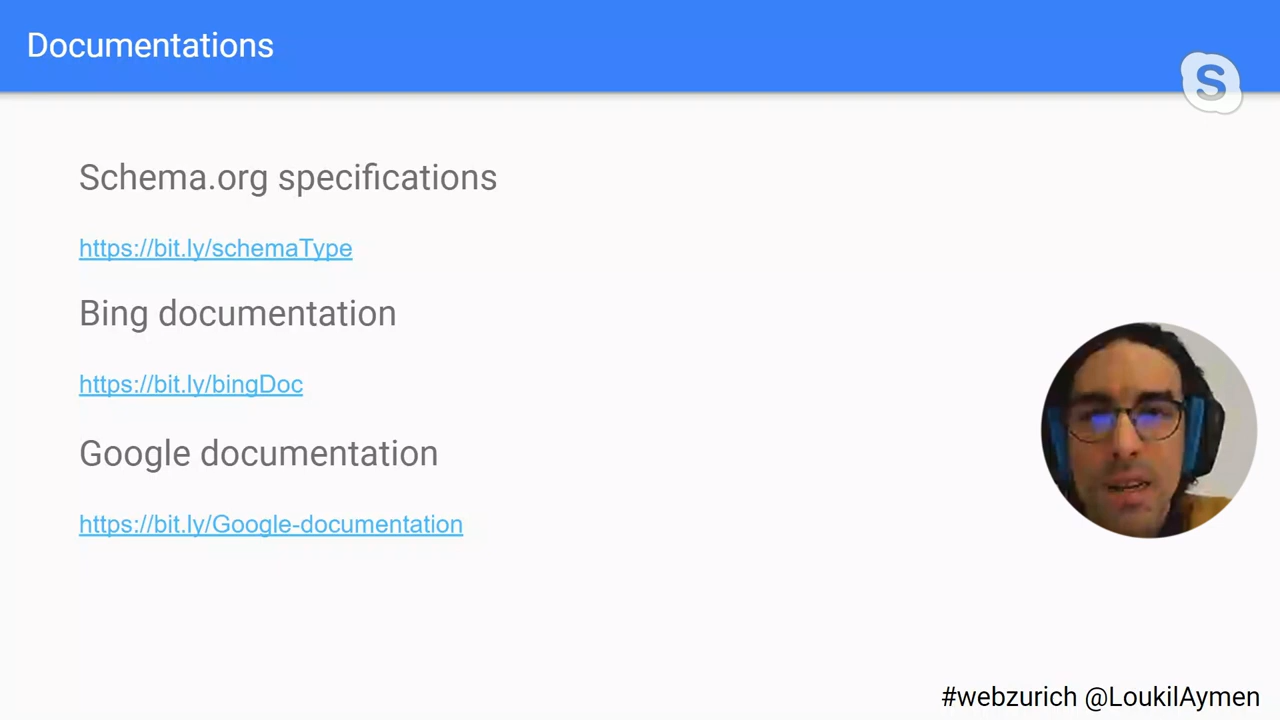 Documentations
S
Schema.org specifications
https://bit.ly/schemaType
Bing documentation
https://bit.ly/bingDoc
Google documentation
https://bit.ly/Google-documentation
#webzurich @LoukilAymen